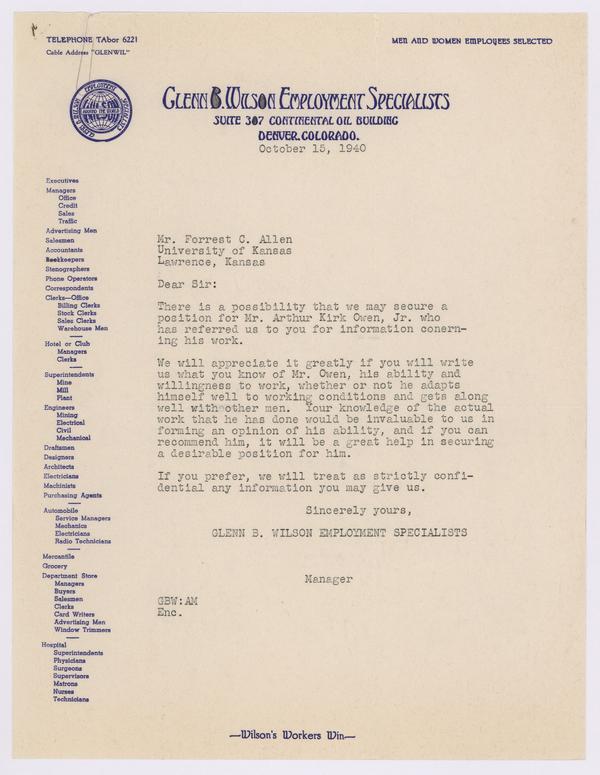 TELEPHONE TAbor 6221
Cable Address "GLENWIL"
MEN AND WOMEN EMPLOYEES SELECTED
GLENN B. WILSON EMPLOYMENT SPECIALISTS
WILSON
AROUND THE WORLD
GLENN B. WILSON EMPLOYMENT SPECIALISTS
SUITE 307 CONTINENTAL OIL BUILDING
DENVER, COLORADO.
October 15, 1940
Executives
Managers
Office
Credit
Sales
Traffic
Advertising Men
Salesmen
Accountants
Bookkeepers
Stenographers
Phone Operators
Correspondents
Clerks—Office
Billing Clerks
Stock Clerks
Sales Clerks
Warehouse Men
Hotel or Club
Managers
Clerks
Superintendents
Mine
Mill
Plant
Engineers
Mining
Electrical
Civil
Mechanical
Draftsmen
Designers
Architects
Electricians
Machinists
Purchasing Agents
Automobile
Service Managers
Mechanics
Electricians
Radio Technicians
Mercantile
Grocery
Department Store
Managers
Buyers
Salesmen
Clerks
Card Writers
Advertising Men
Window Trimmers
Hospital
Superintendents
Physicians
Surgeons
Supervisors
Matrons
Nurses
Technicians
Mr. Forrest C. Allen
University of Kansas
Lawrence, Kansas
Dear Sir:
There is a possibility that we may secure a
position for Mr. Arthur Kirk Owen, Jr. who
has referred us to you for information conern-
ing his work.
We will appreciate it greatly if you will write
us what you know of Mr. Owen, his ability and
willingness to work, whether or not he adapts
himself well to working conditions and gets along
well with other men. Your knowledge of the actual
work that he has done would be invaluable to us in
forming an opinion of his ability, and if you can
recommend him, it will be a great help in securing
a desirable position for him.
If you prefer, we will treat as strictly confi-
dential any information you may give us.
Sincerely yours,
GLENN B. WILSON EMPLOYMENT SPECIALISTS
Manager
GBW:AM
Enc.
—Wilson's Workers Win—